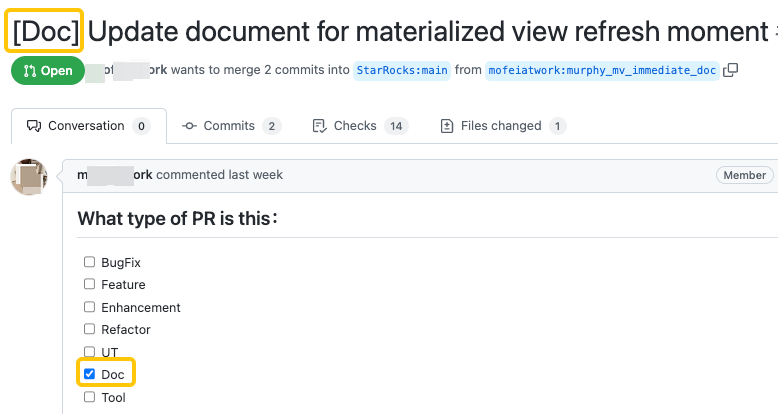 [Doc] Update document for materialized view refresh moment
Open ork wants to merge 2 commits into StarRocks:main from mofeiatwork:murphy_mv_immediate_doc
Conversation 0 Commits 2 Checks 14 Files changed 1
m ork commented last week Member
What type of PR is this:
BugFix
Feature
Enhancement
Refactor
UT
Doc
Tool